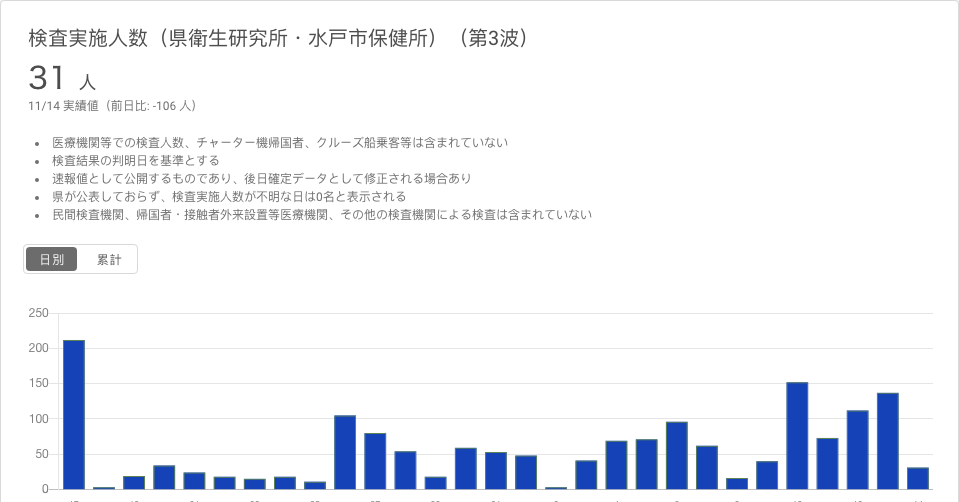 検査実施人数（県衛生研究所・水戸市保健所）（第3波）
31 人
11/14 実績値（前日比: -106 人）
医療機関等での検査人数、チャーター機帰国者、クルーズ船乗客等は含まれていない
検査結果の判明日を基準とする
速報値として公開するものであり、後日確定データとして修正される場合あり
県が公表しておらず、検査実施人数が不明な日は0名と表示される
民間検査機関、帰国者・接触者外来設置等医療機関、その他の検査機関による検査は含まれていない
日別 累計
250
200
150
100
50
0